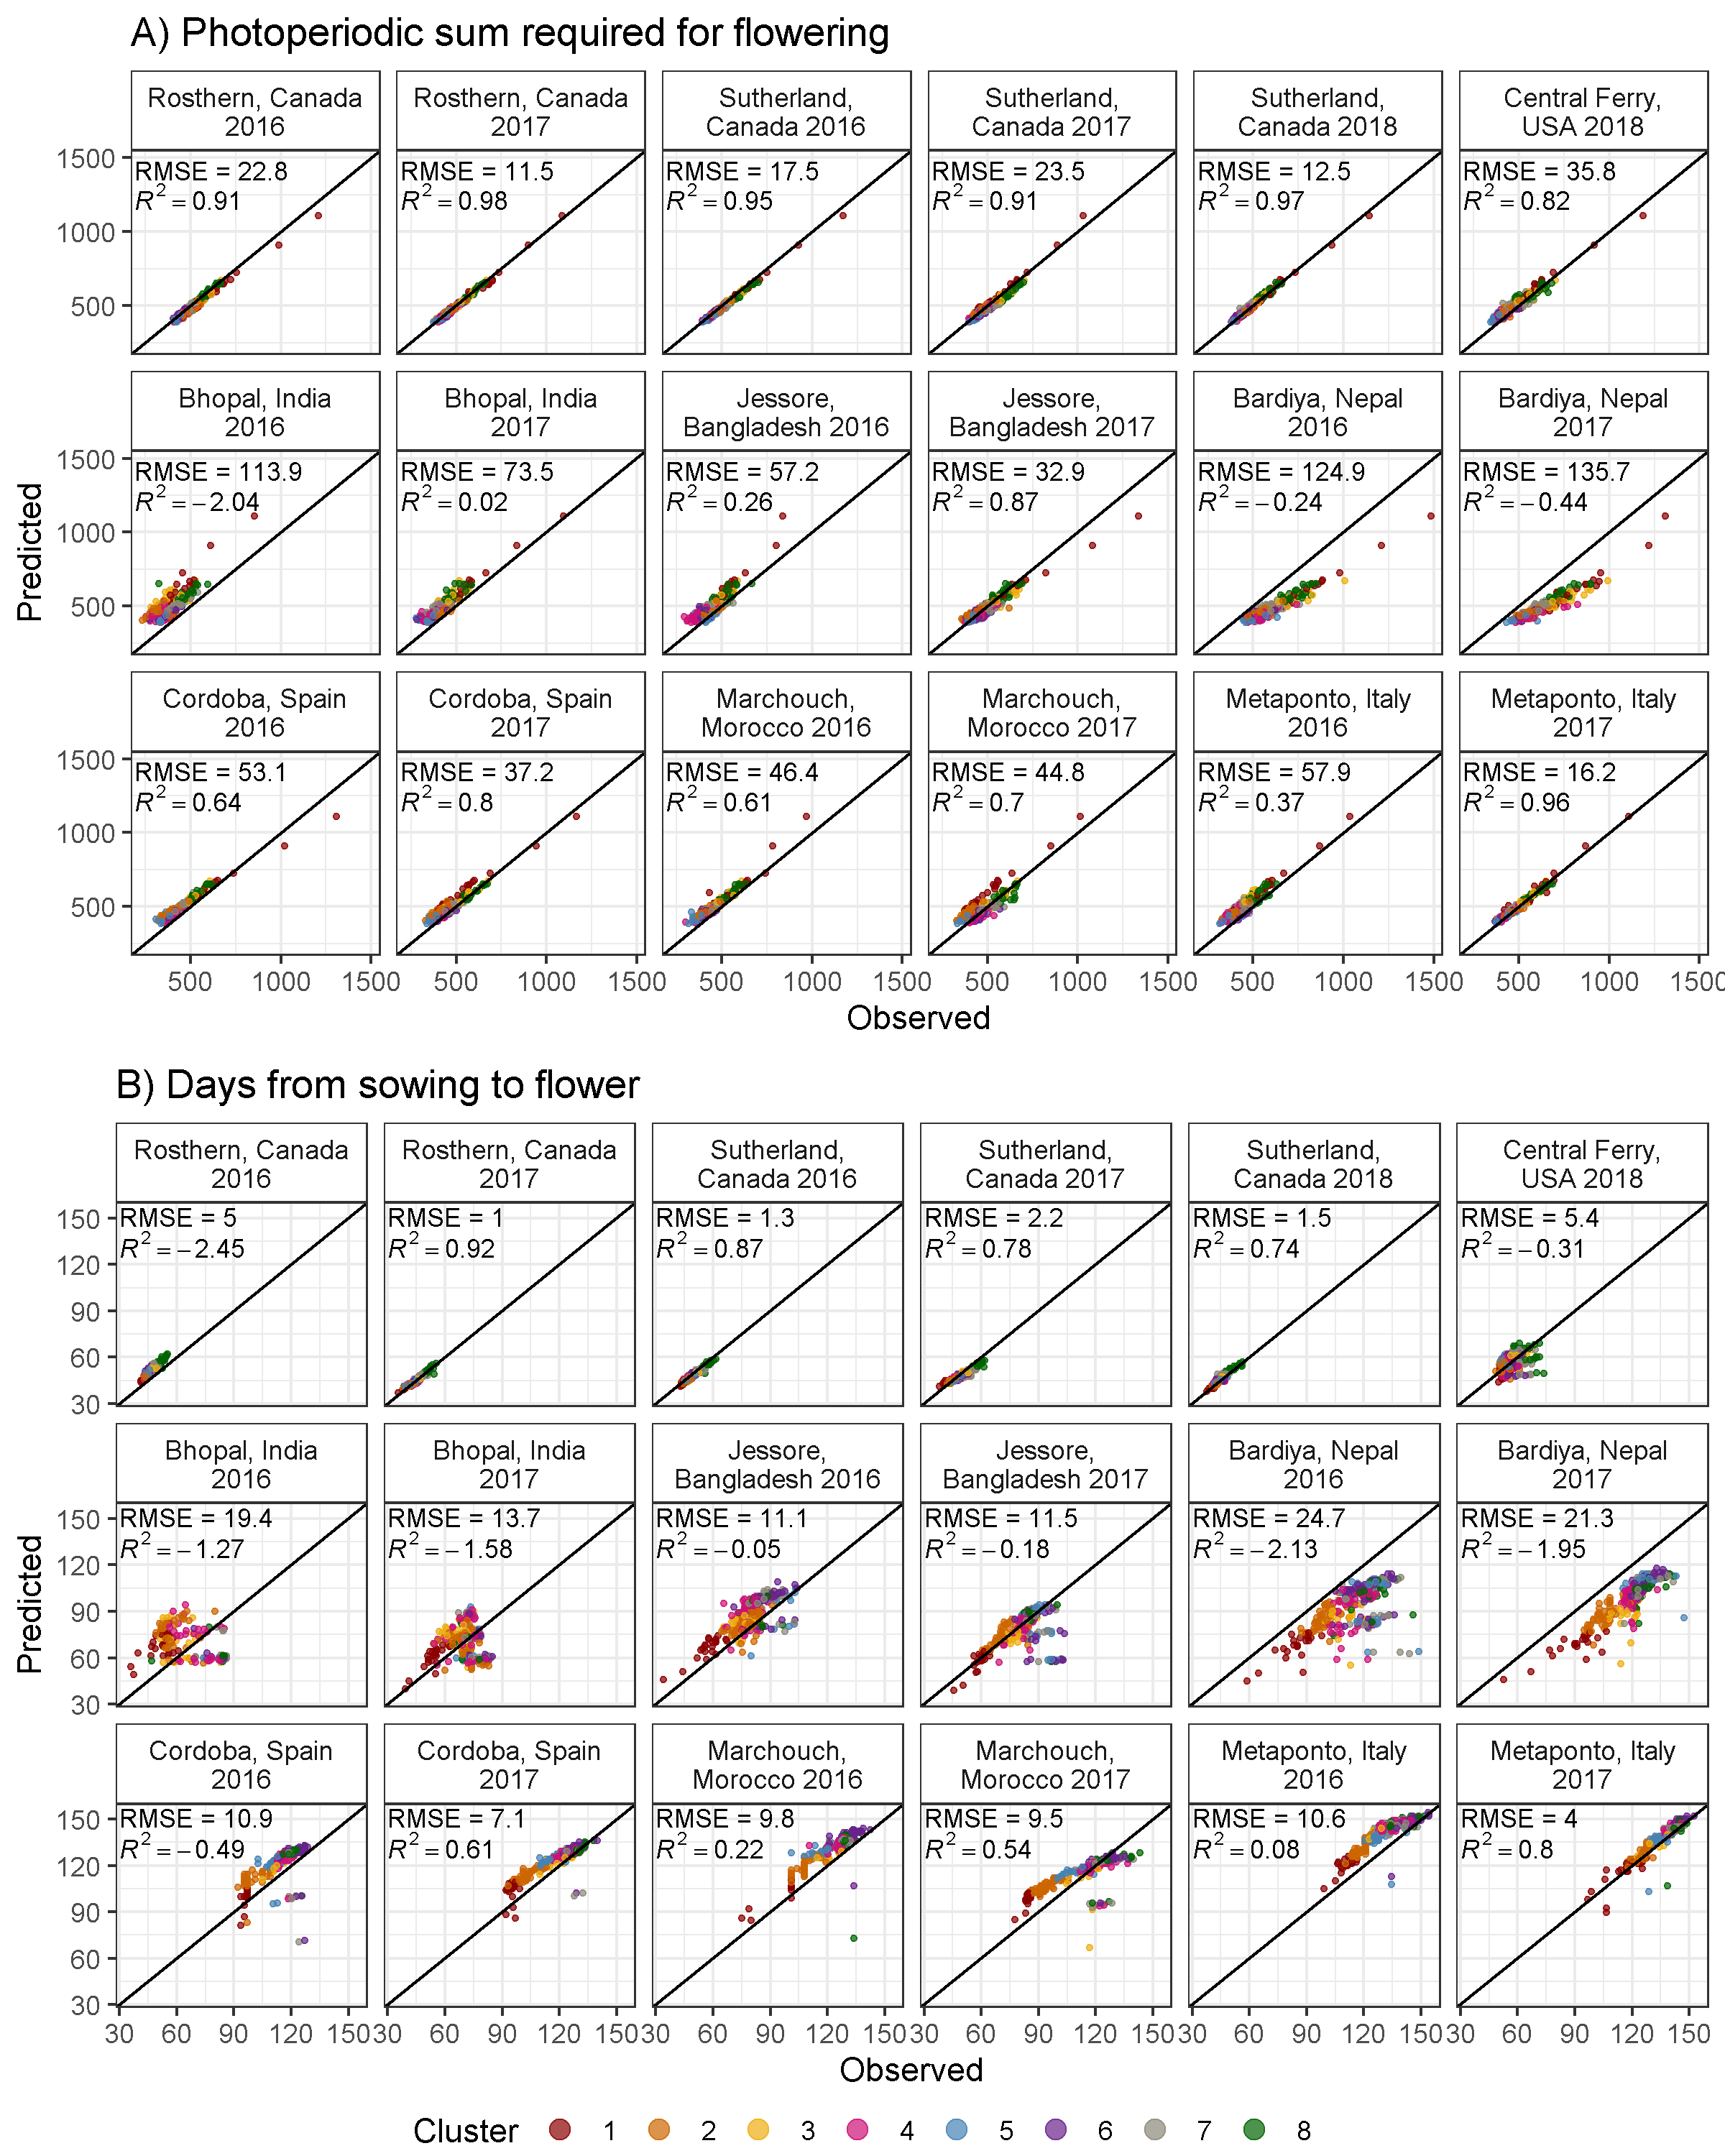 A) Photoperiodic sum required for flowering
Rosthern, Canada
2016
Rosthern, Canada
2017
Sutherland,
Canada 2016
Sutherland,
Canada 2017
Sutherland,
Canada 2018
Central Ferry,
USA 2018
RMSE = 22.8
R² = 0.91
RMSE = 11.5
R² = 0.98
RMSE = 17.5
R² = 0.95
RMSE = 23.5
R² = 0.91
RMSE = 12.5
R² = 0.97
RMSE = 35.8
R² = 0.82
1500
1000
500
Bhopal, India
2016
Bhopal, India
2017
Jessore,
Bangladesh 2016
Jessore,
Bangladesh 2017
Bardiya, Nepal
2016
Bardiya, Nepal
2017
RMSE = 113.9
R² = −2.04
RMSE = 73.5
R² = 0.02
RMSE = 57.2
R² = 0.26
RMSE = 32.9
R² = 0.87
RMSE = 124.9
R² = −0.24
RMSE = 135.7
R² = −0.44
1500
1000
500
Predicted
Cordoba, Spain
2016
Cordoba, Spain
2017
Marchouch,
Morocco 2016
Marchouch,
Morocco 2017
Metaponto, Italy
2016
Metaponto, Italy
2017
RMSE = 53.1
R² = 0.64
RMSE = 37.2
R² = 0.8
RMSE = 46.4
R² = 0.61
RMSE = 44.8
R² = 0.7
RMSE = 57.9
R² = 0.37
RMSE = 16.2
R² = 0.96
1500
1000
500
500 1000 1500 500 1000 1500 500 1000 1500 500 1000 1500 500 1000 1500 500 1000 1500
Observed
B) Days from sowing to flower
Rosthern, Canada
2016
Rosthern, Canada
2017
Sutherland,
Canada 2016
Sutherland,
Canada 2017
Sutherland,
Canada 2018
Central Ferry,
USA 2018
RMSE = 5
R² = −2.45
RMSE = 1
R² = 0.92
RMSE = 1.3
R² = 0.87
RMSE = 2.2
R² = 0.78
RMSE = 1.5
R² = 0.74
RMSE = 5.4
R² = −0.31
150
120
90
60
30
Bhopal, India
2016
Bhopal, India
2017
Jessore,
Bangladesh 2016
Jessore,
Bangladesh 2017
Bardiya, Nepal
2016
Bardiya, Nepal
2017
RMSE = 19.4
R² = −1.27
RMSE = 13.7
R² = −1.58
RMSE = 11.1
R² = −0.05
RMSE = 11.5
R² = −0.18
RMSE = 24.7
R² = −2.13
RMSE = 21.3
R² = −1.95
150
120
90
60
30
Predicted
Cordoba, Spain
2016
Cordoba, Spain
2017
Marchouch,
Morocco 2016
Marchouch,
Morocco 2017
Metaponto, Italy
2016
Metaponto, Italy
2017
RMSE = 10.9
R² = −0.49
RMSE = 7.1
R² = 0.61
RMSE = 9.8
R² = 0.22
RMSE = 9.5
R² = 0.54
RMSE = 10.6
R² = 0.08
RMSE = 4
R² = 0.8
150
120
90
60
30
30 60 90 120 150 30 60 90 120 150 30 60 90 120 150 30 60 90 120 150 30 60 90 120 150 30 60 90 120 150
Observed
Cluster 1 2 3 4 5 6 7 8